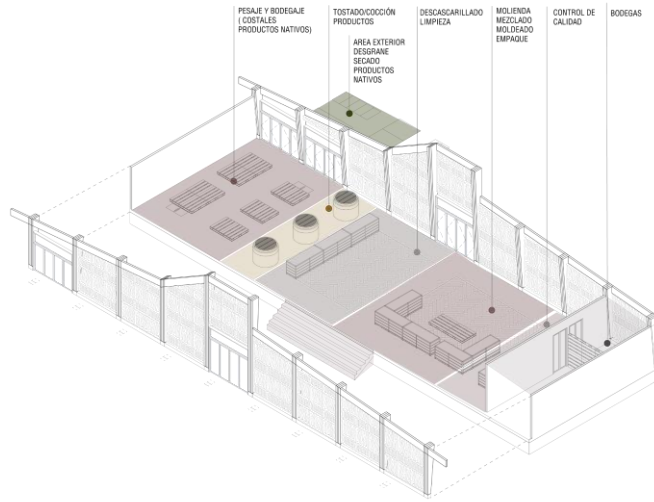 PESAJE Y BODEGAJE
( COSTALES
PRODUCTOS NATIVOS)
TOSTADO/COCCIÓN
PRODUCTOS
AREA EXTERIOR
DESGRANE
SECADO
PRODUCTOS
NATIVOS
DESCASCARILLADO
LIMPIEZA
MOLIENDA
MEZCLADO
MOLDEADO
EMPAQUE
CONTROL DE
CALIDAD
BODEGAS